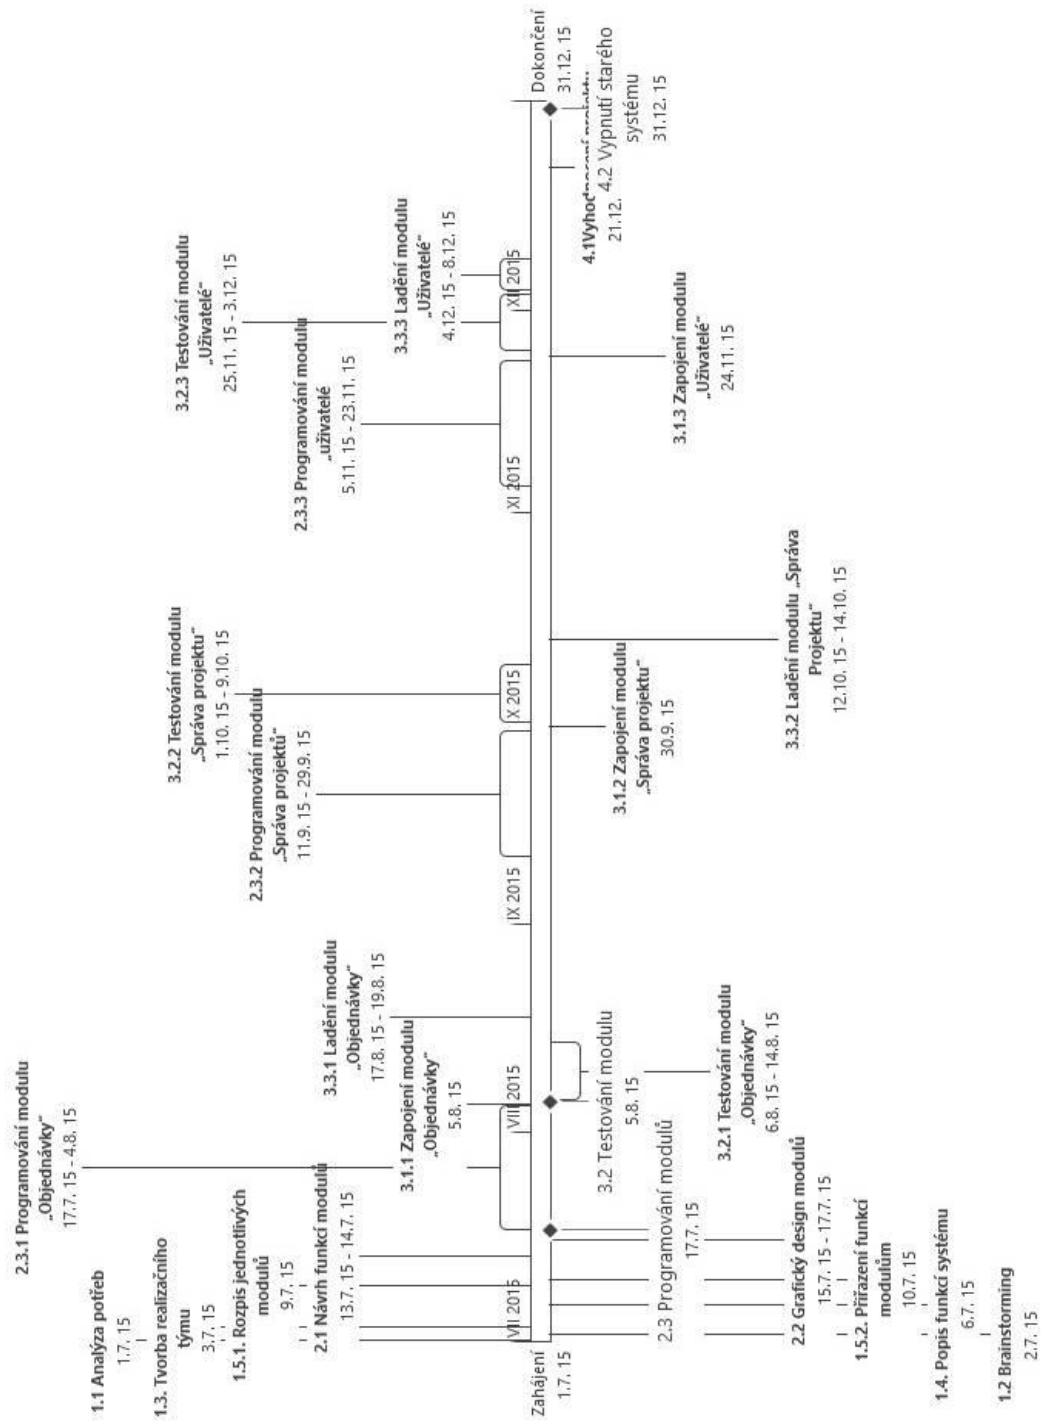 2.3.1 Programování modulu
„Objednávky“
17.7. 15 - 4.8. 15
1.1 Analýza potřeb
1.7. 15
1.3. Tvorba realizačního
týmu
3.7. 15
1.5.1. Rozpis jednotlivých
modulů
9.7. 15
2.1 Návrh funkcí modulů
13.7. 15 - 14.7. 15
3.3.1 Ladění modulu
„Objednávky“
17.8. 15 - 19.8. 15
3.1.1 Zapojení modulu
„Objednávky“
5.8. 15
3.2.2 Testování modulu
„Správa projektu“
1.10. 15 - 9.10. 15
2.3.2 Programování modulu
„Správa projektů“
11.9. 15 - 29.9. 15
3.2.3 Testování modulu
„Uživatelé“
25.11. 15 - 3.12. 15
2.3.3 Programování modulu
„uživatelé
5.11. 15 - 23.11. 15
3.3.3 Ladění modulu
„Uživatelé“
4.12. 15 - 8.12. 15
VII 2015
VIII 2015
IX 2015
X 2015
XI 2015
XII 2015
Zahájení
1.7. 15
Dokončení
31.12. 15
3.2 Testování modulu
5.8. 15
2.3 Programování modulů
17.7. 15
3.2.1 Testování modulu
„Objednávky“
6.8. 15 - 14.8. 15
2.2 Grafický design modulů
15.7. 15 - 17.7. 15
1.5.2. Přiřazení funkcí
modulům
10.7. 15
1.4. Popis funkcí systému
6.7. 15
1.2 Brainstorming
2.7. 15
3.1.2 Zapojení modulu
„Správa projektu“
30.9. 15
3.3.2 Ladění modulu „Správa
Projektu“
12.10. 15 - 14.10. 15
3.1.3 Zapojení modulu
„Uživatelé“
24.11. 15
4.1Vyhodnocení projektu
21.12.
4.2 Vypnutí starého
systému
31.12. 15